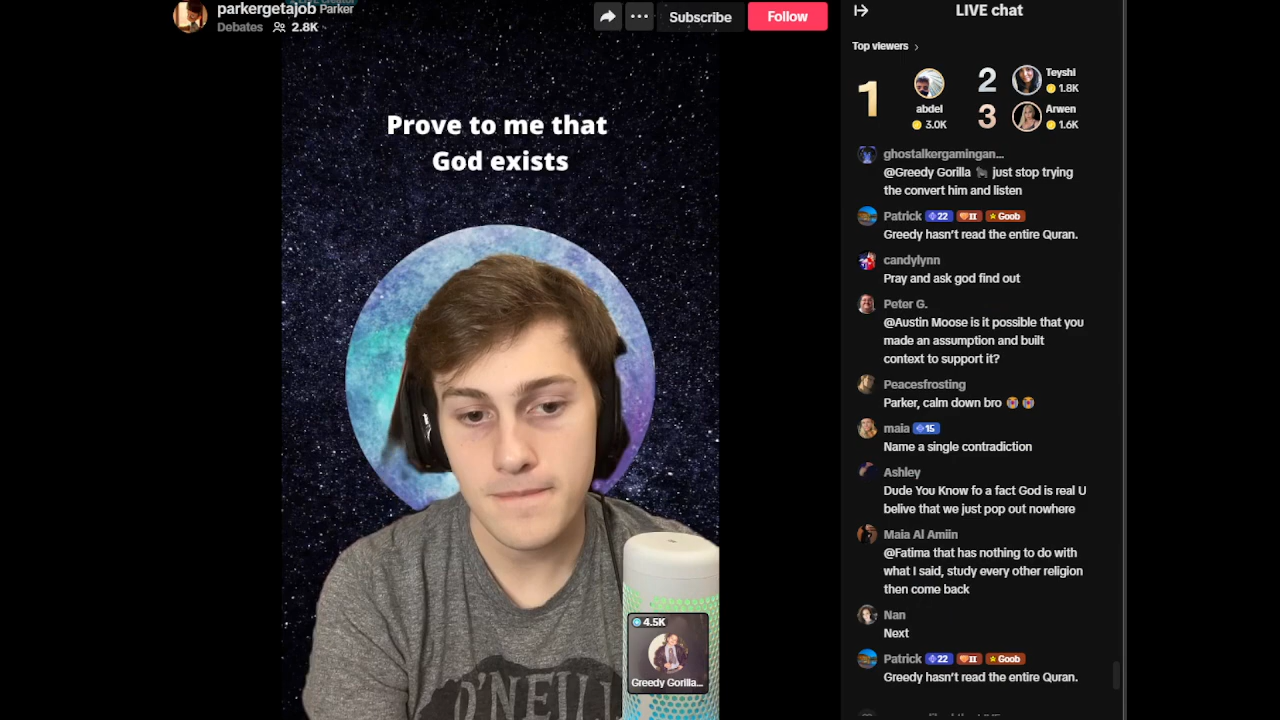 parkergetajob Parker
Debates 2.8K
Subscribe
Follow
Prove to me that
God exists
O'NEILL
4.5K
Greedy Gorilla...
LIVE chat
Top viewers >
1
abdel
3.0K
2
Teyshi
1.8K
3
Arwen
1.6K
ghostalkergamingan...
@Greedy Gorilla 🦍 just stop trying
the convert him and listen
Patrick 22 II Goob
Greedy hasn't read the entire Quran.
candylynn
Pray and ask god find out
Peter G.
@Austin Moose is it possible that you
made an assumption and built
context to support it?
Peacesfrosting
Parker, calm down bro 😭 😭
maia 15
Name a single contradiction
Ashley
Dude You Know fo a fact God is real U
belive that we just pop out nowhere
Maia Al Amiin
@Fatima that has nothing to do with
what I said, study every other religion
then come back
Nan
Next
Patrick 22 II Goob
Greedy hasn't read the entire Quran.